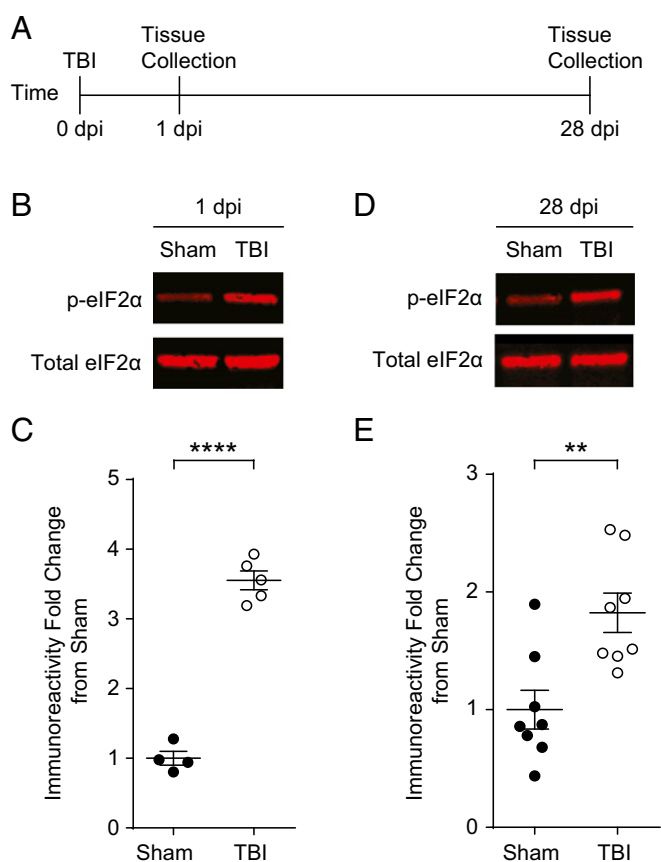 A
Tissue
Collection
Tissue
Collection
TBI
Time
0 dpi
1 dpi
28 dpi
B
1 dpi
Sham TBI
p-eIF2α
Total eIF2α
D
28 dpi
Sham TBI
p-eIF2α
Total eIF2α
C
****
Immunoreactivity Fold Change
from Sham
5
4
3
2
1
0
Sham TBI
E
**
Immunoreactivity Fold Change
from Sham
3
2
1
0
Sham TBI